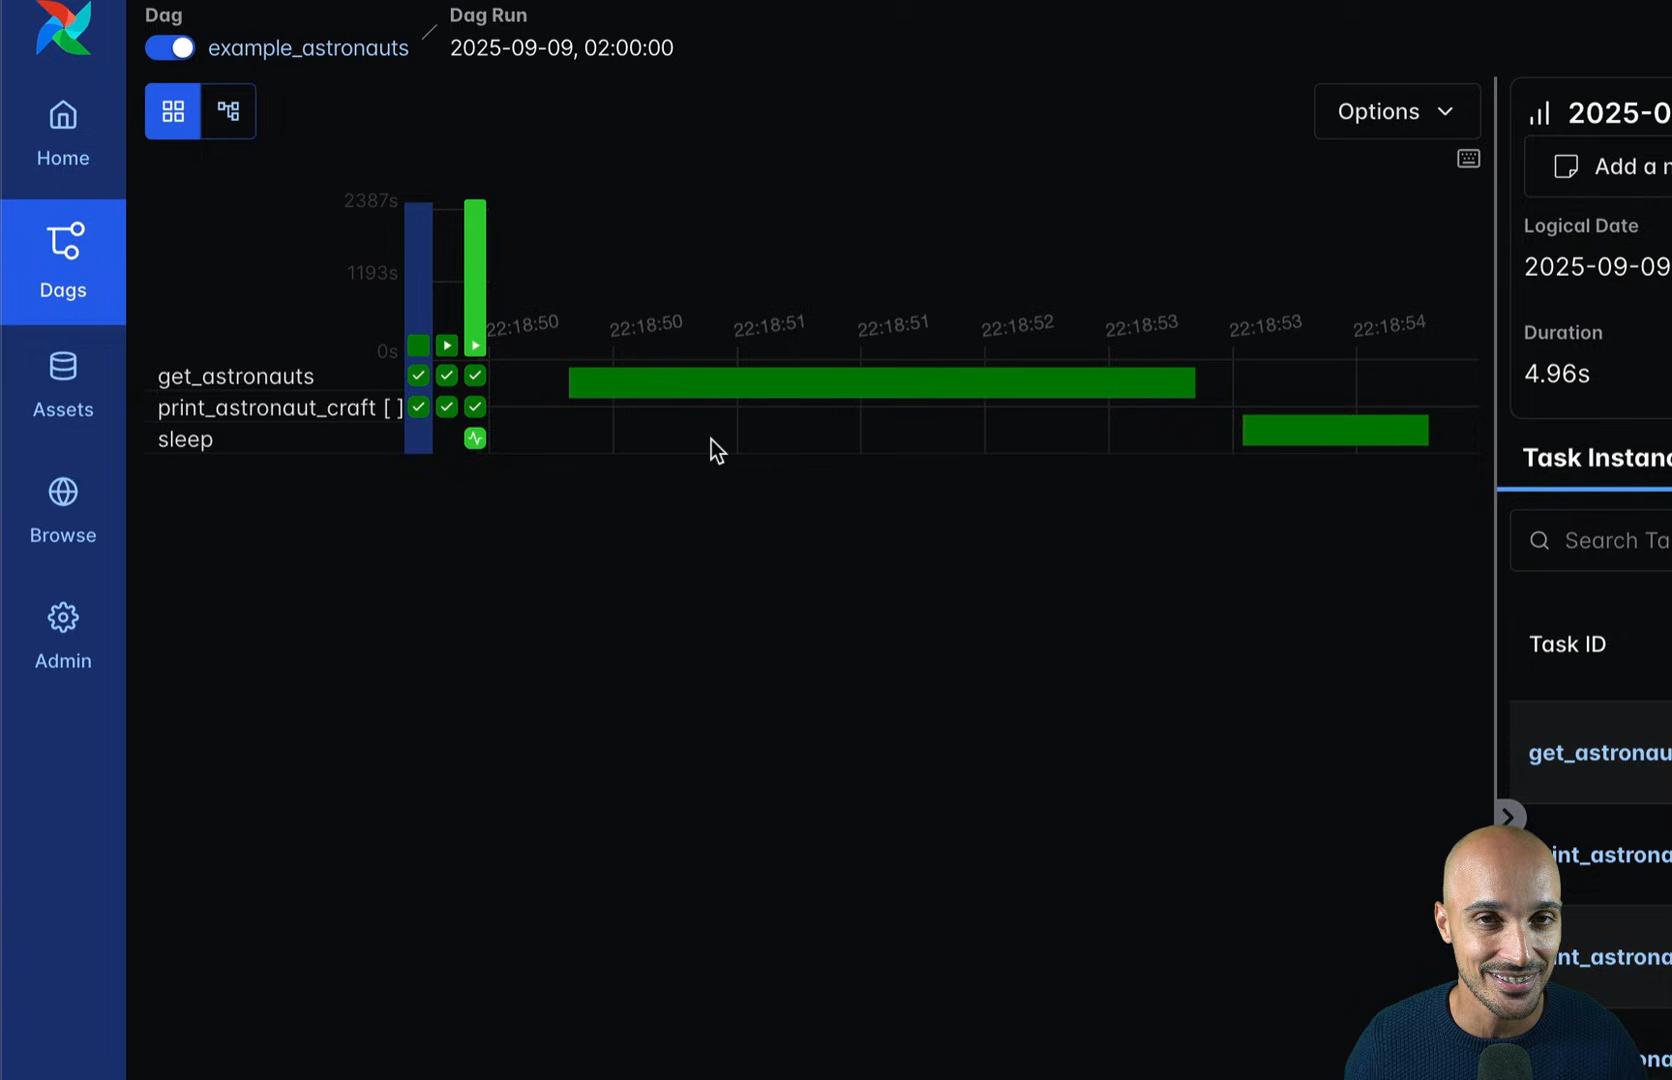 Dag
example_astronauts
Dag Run
2025-09-09, 02:00:00
Home
Dags
Assets
Browse
Admin
Options
2387s
1193s
0s
22:18:50
22:18:50
22:18:51
22:18:51
22:18:52
22:18:53
22:18:53
22:18:54
get_astronauts
print_astronaut_craft [ ]
sleep
2025-0
Add a n
Logical Date
2025-09-09
Duration
4.96s
Task Instanc
Search Ta
Task ID
get_astronau
int_astrona
int_astrona
ona